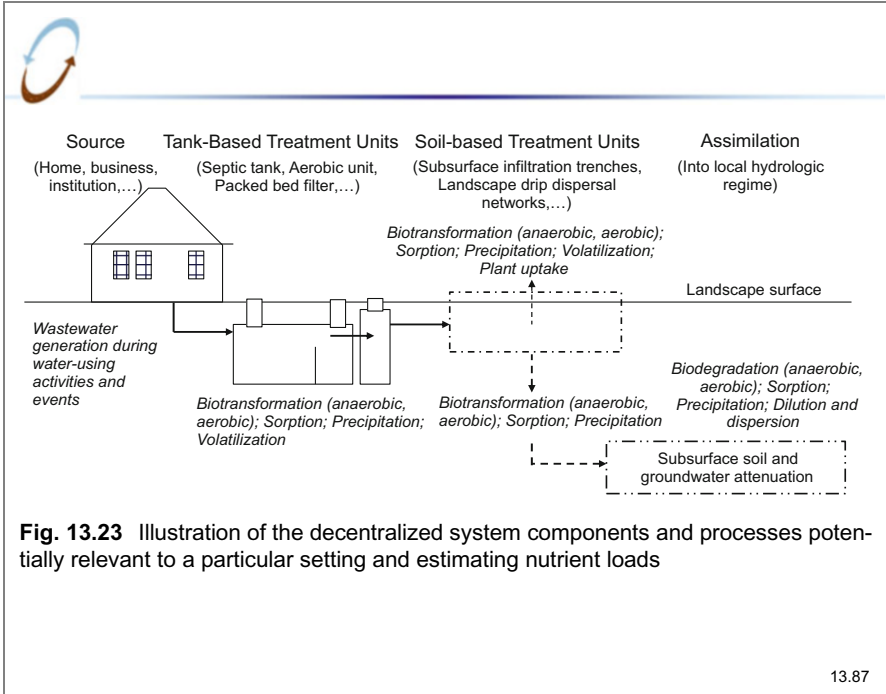 Source
(Home, business,
institution,…)
Tank-Based Treatment Units
(Septic tank, Aerobic unit,
Packed bed filter,…)
Soil-based Treatment Units
(Subsurface infiltration trenches,
Landscape drip dispersal
networks,…)
Assimilation
(Into local hydrologic
regime)
Biotransformation (anaerobic, aerobic);
Sorption; Precipitation; Volatilization;
Plant uptake
Landscape surface
Wastewater
generation during
water-using
activities and
events
Biotransformation (anaerobic,
aerobic); Sorption; Precipitation;
Volatilization
Biotransformation (anaerobic,
aerobic); Sorption; Precipitation
Biodegradation (anaerobic,
aerobic); Sorption;
Precipitation; Dilution and
dispersion
Subsurface soil and
groundwater attenuation
Fig. 13.23 Illustration of the decentralized system components and processes poten-
tially relevant to a particular setting and estimating nutrient loads
13.87